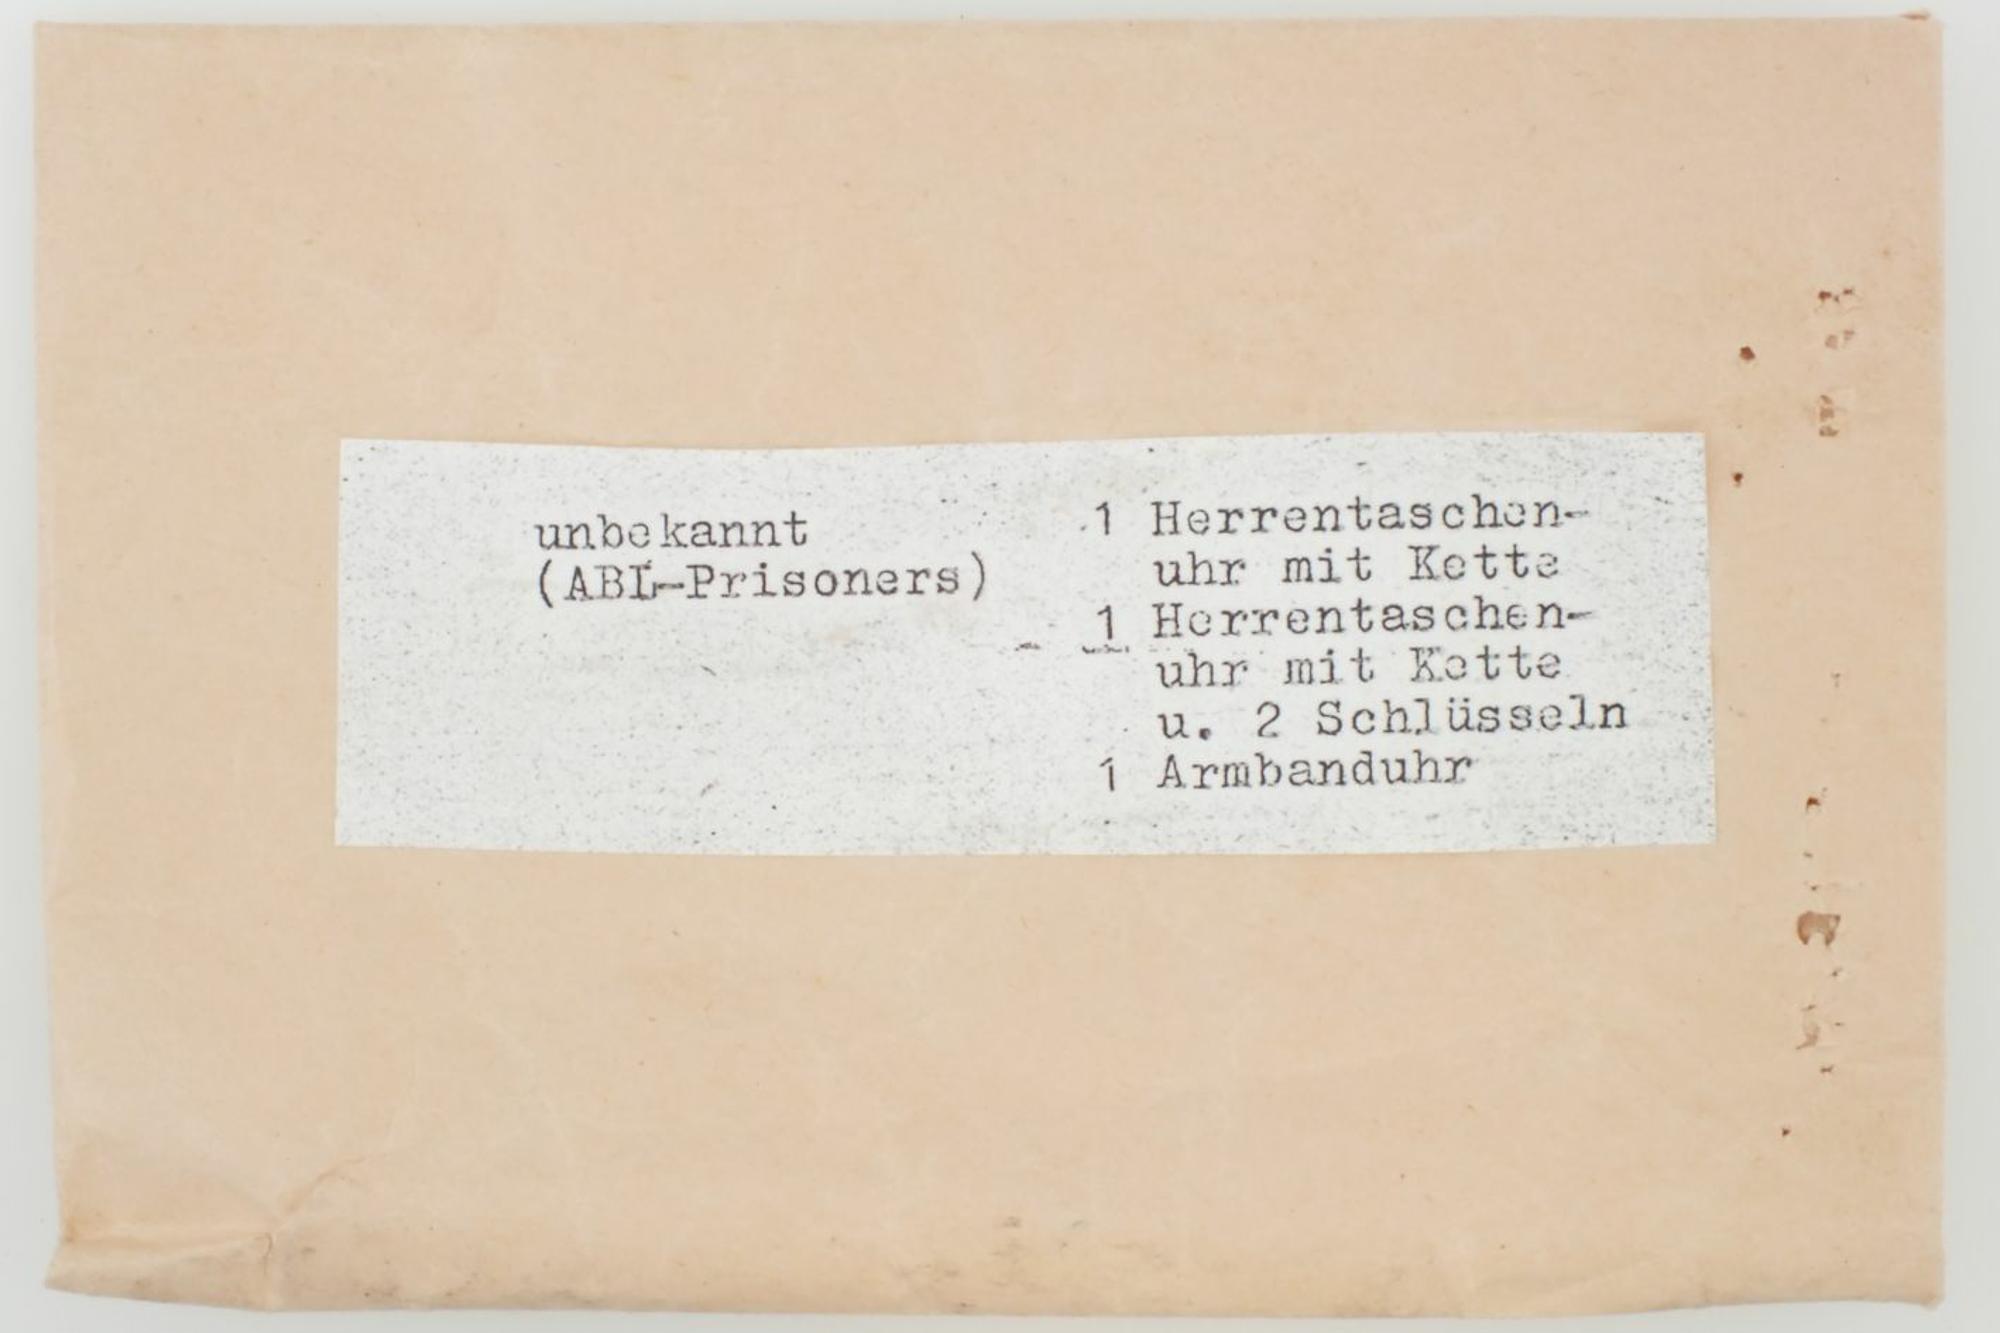 unbekannt
(ABL-Prisoners)
1 Herrentaschen-
uhr mit Kette
1 Herrentaschen-
uhr mit Kette
u. 2 Schlüsseln
1 Armbanduhr